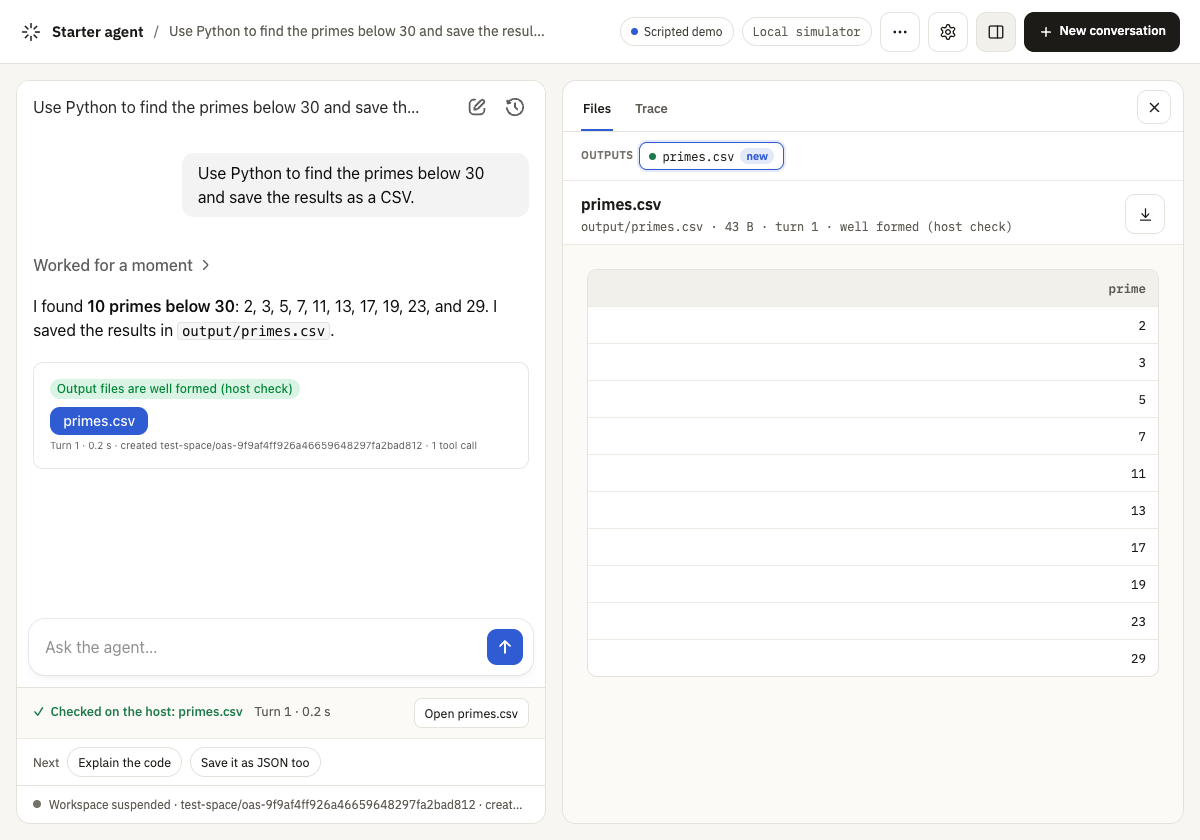 Starter agent / Use Python to find the primes below 30 and save the resul...
Scripted demo
Local simulator
New conversation
Use Python to find the primes below 30 and save th...
Use Python to find the primes below 30
and save the results as a CSV.
Worked for a moment
I found 10 primes below 30: 2, 3, 5, 7, 11, 13, 17, 19, 23, and 29. I
saved the results in output/primes.csv.
Output files are well formed (host check)
primes.csv
Turn 1 · 0.2 s · created test-space/oas-9f9af4ff926a46659648297fa2bad812 · 1 tool call
Ask the agent...
Checked on the host: primes.csv Turn 1 · 0.2 s
Open primes.csv
Next
Explain the code
Save it as JSON too
Workspace suspended · test-space/oas-9f9af4ff926a46659648297fa2bad812 · creat...
Files
Trace
OUTPUTS
primes.csv new
primes.csv
output/primes.csv · 43 B · turn 1 · well formed (host check)
prime
2
3
5
7
11
13
17
19
23
29